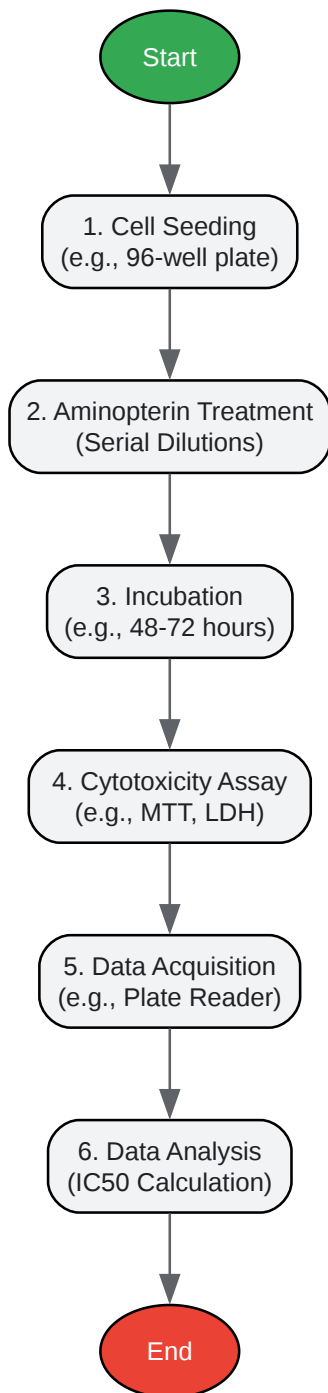 Start
1. Cell Seeding
(e.g., 96-well plate)
2. Aminopterin Treatment
(Serial Dilutions)
3. Incubation
(e.g., 48-72 hours)
4. Cytotoxicity Assay
(e.g., MTT, LDH)
5. Data Acquisition
(e.g., Plate Reader)
6. Data Analysis
(IC50 Calculation)
End